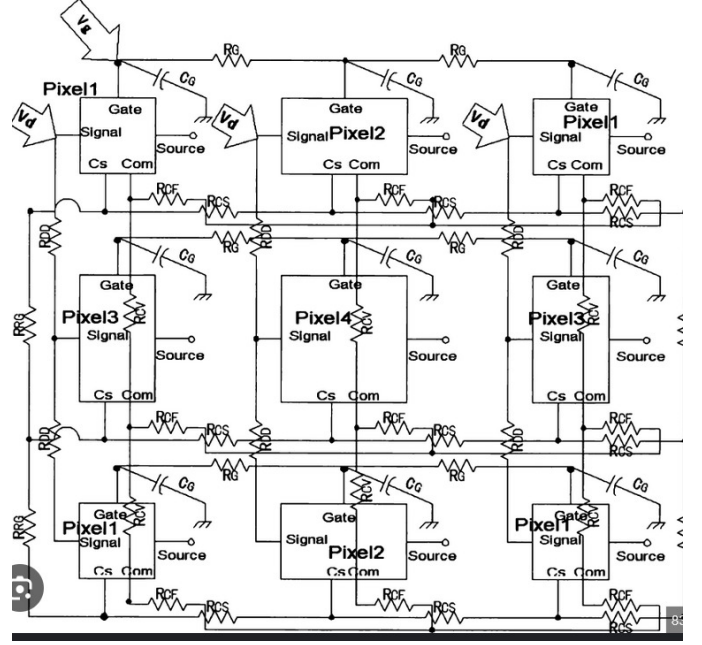 Vg
RG RG
CG CG CG
Pixel1
Gate Gate Gate
Vd Vd Vd
Signal Signal Pixel2 Signal Pixel1
Source Source Source
Cs Com Cs Com Cs Com
RCF RCF RCF
RCS RCS RCS
RDD RDD RDD
RG RG
CG CG CG
Gate Gate Gate
RRG
RCV RCV RCV
Pixel3 Pixel4 Pixel3
Signal Signal Signal
Source Source Source
Cs Com Cs Com Cs Com
RCF RCF RCF
RCS RCS RCS
RDD RDD RDD
RG RG
CG CG CG
RCV RCV RCV
Gate Gate Gate
RRG
Pixel1 Pixel2 Pixel1
Signal Signal Signal
Source Source Source
Cs Com Cs Com Cs Com
RCF RCF RCF
RCS RCS RCS